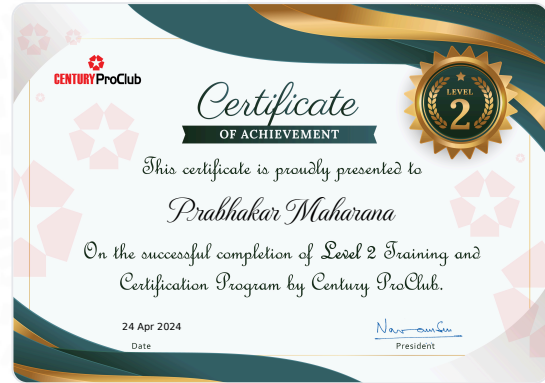 CENTURY ProClub
Certificate
OF ACHIEVEMENT
LEVEL
2
This certificate is proudly presented to
Prabhakar Maharana
On the successful completion of Level 2 Training and
Certification Program by Century ProClub.
24 Apr 2024
Date
President